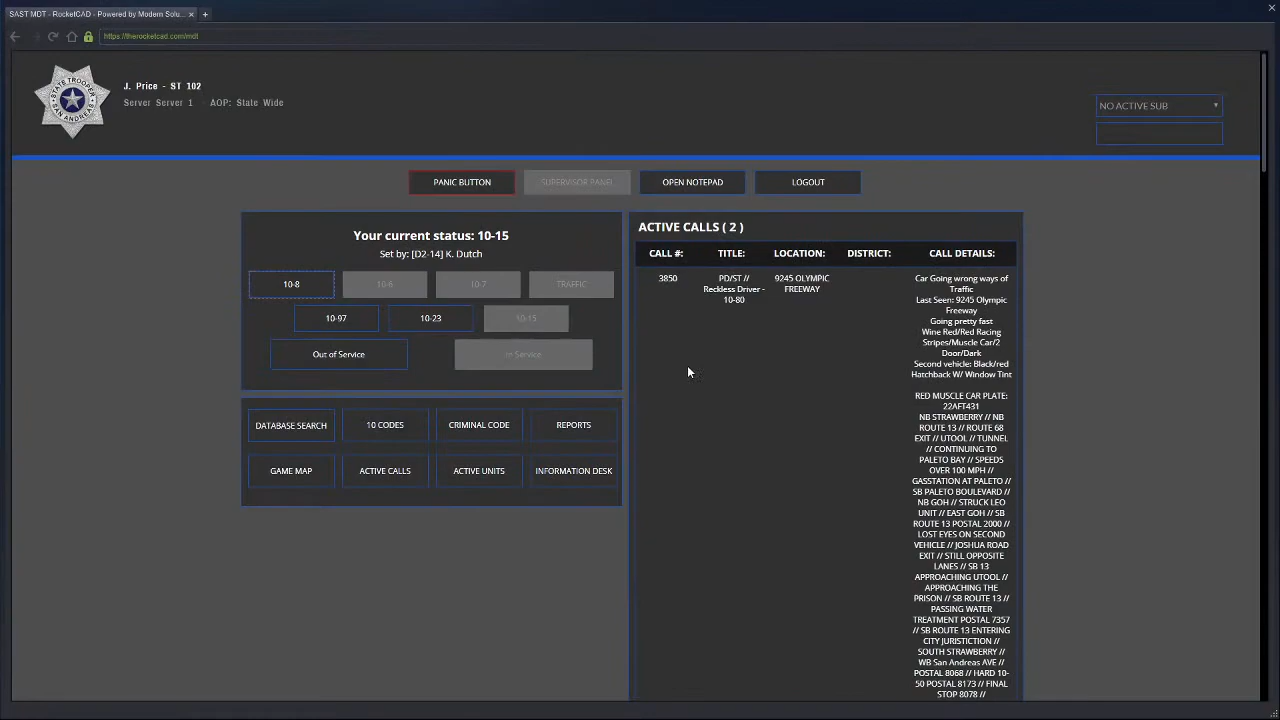 SAST MDT - RocketCAD - Powered by Modern Solu...
https://therocketcad.com/mdt
STATE TROOPER
SAN ANDREAS
J. Price - ST 102
Server Server 1 - AOP: State Wide
NO ACTIVE SUB
PANIC BUTTON
SUPERVISOR PANEL
OPEN NOTEPAD
LOGOUT
Your current status: 10-15
Set by: [D2-14] K. Dutch
10-8
10-6
10-7
TRAFFIC
10-97
10-23
10-15
Out of Service
In Service
DATABASE SEARCH
10 CODES
CRIMINAL CODE
REPORTS
GAME MAP
ACTIVE CALLS
ACTIVE UNITS
INFORMATION DESK
ACTIVE CALLS ( 2 )
CALL #:
TITLE:
LOCATION:
DISTRICT:
CALL DETAILS:
3850
PD/ST //
Reckless Driver -
10-80
9245 OLYMPIC
FREEWAY
Car Going wrong ways of
Traffic
Last Seen: 9245 Olympic
Freeway
Going pretty fast
Wine Red/Red Racing
Stripes/Muscle Car/2
Door/Dark
Second vehicle: Black/red
Hatchback W/ Window Tint
RED MUSCLE CAR PLATE:
22AFT431
NB STRAWBERRY // NB
ROUTE 13 // ROUTE 68
EXIT // UTOOL // TUNNEL
// CONTINUING TO
PALETO BAY // SPEEDS
OVER 100 MPH //
GASSTATION AT PALETO //
SB PALETO BOULEVARD //
NB GOH // STRUCK LEO
UNIT // EAST GOH // SB
ROUTE 13 POSTAL 2000 //
LOST EYES ON SECOND
VEHICLE // JOSHUA ROAD
EXIT // STILL OPPOSITE
LANES // SB 13
APPROACHING UTOOL //
APPROACHING THE
PRISON // SB ROUTE 13 //
PASSING WATER
TREATMENT POSTAL 7357
// SB ROUTE 13 ENTERING
CITY JURISTICTION //
SOUTH STRAWBERRY //
WB San Andreas AVE //
POSTAL 8068 // HARD 10-
50 POSTAL 8173 // FINAL
STOP 8078 //